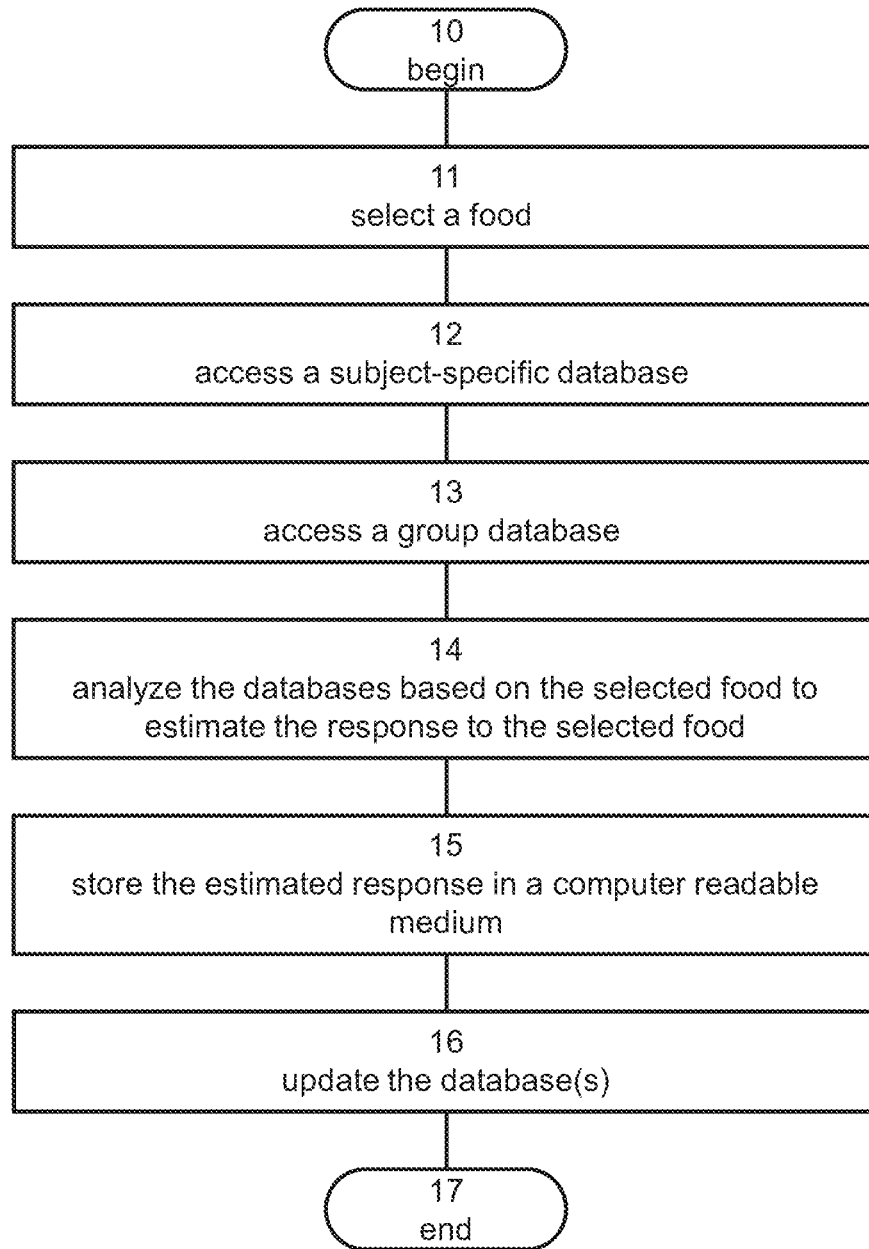 10
begin
11
select a food
12
access a subject-specific database
13
access a group database
14
analyze the databases based on the selected food to
estimate the response to the selected food
15
store the estimated response in a computer readable
medium
16
update the database(s)
17
end